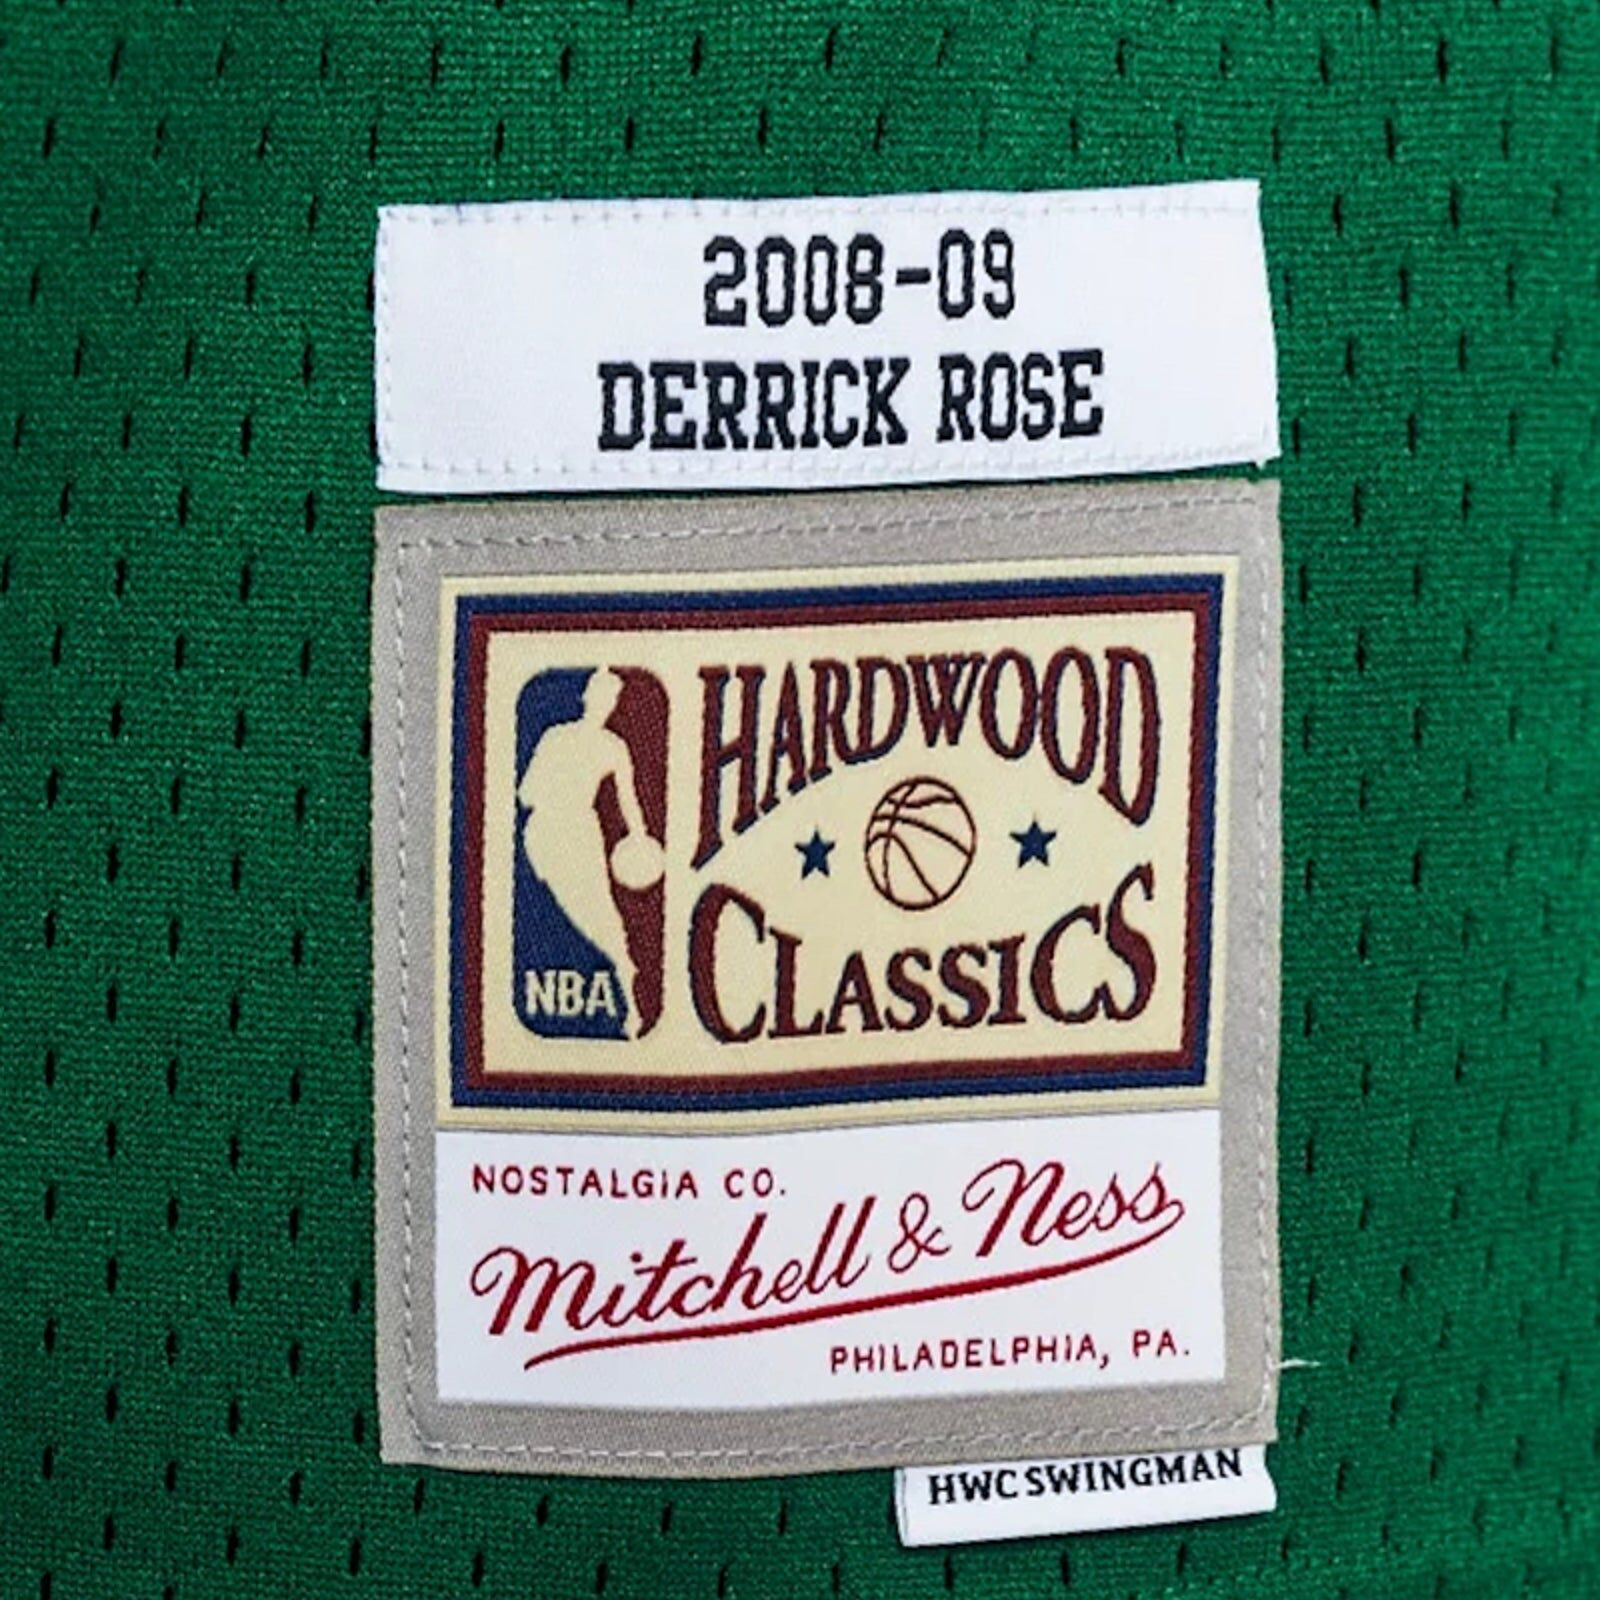 2008-09
DERRICK ROSE
HARDWOOD
CLASSICS
NBA
NOSTALGIA CO.
Mitchell & Ness
PHILADELPHIA, PA.
HWC SWINGMAN